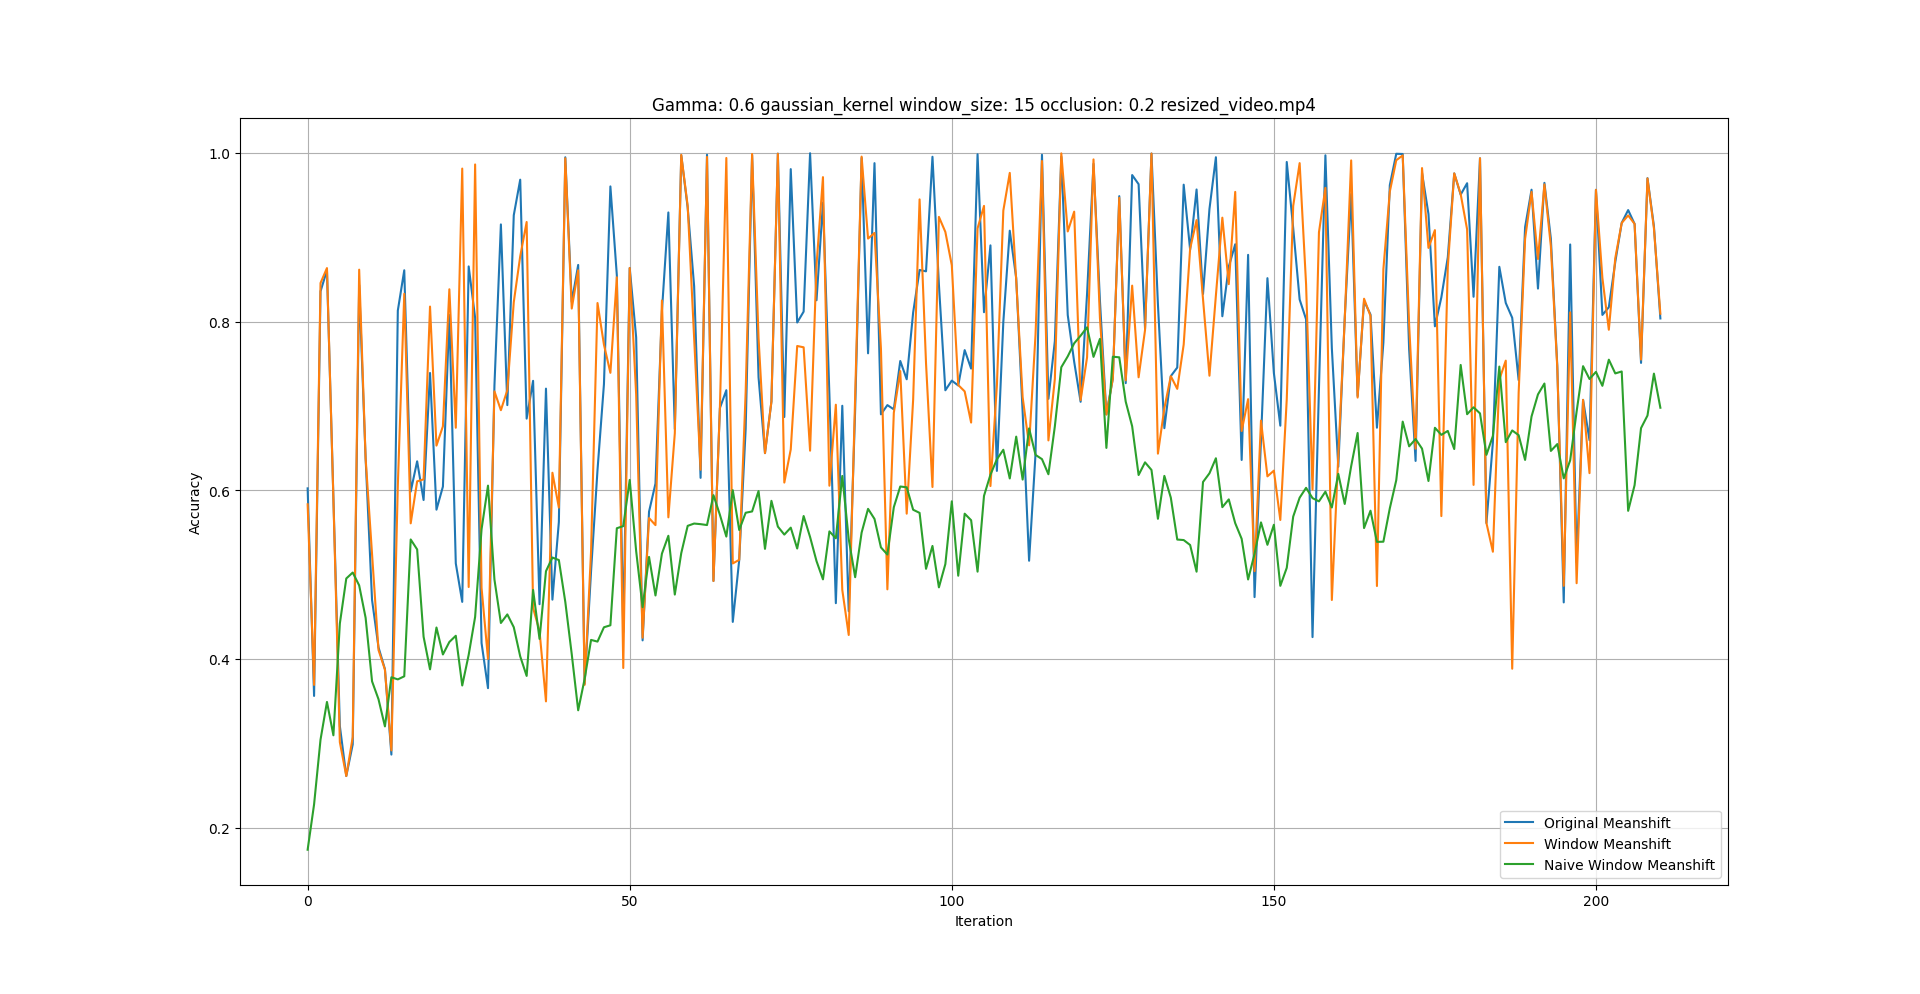 Gamma: 0.6 gaussian_kernel window_size: 15 occlusion: 0.2 resized_video.mp4
1.0
0.8
0.6
0.4
0.2
Accuracy
0 50 100 150 200
Iteration
Original Meanshift
Window Meanshift
Naive Window Meanshift